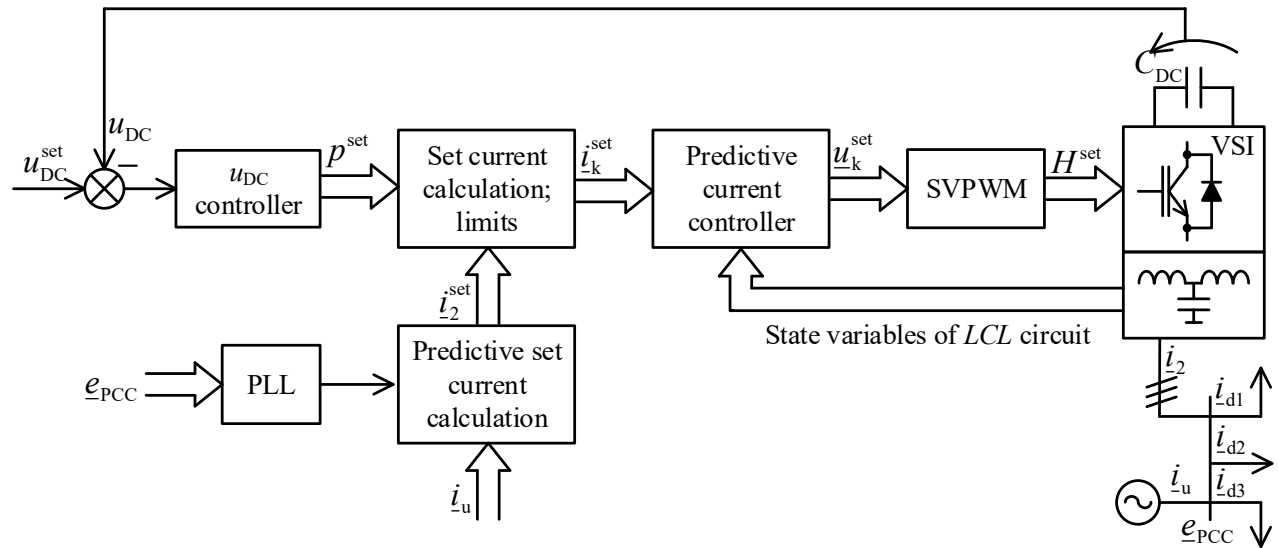 C_DC
u_DC
u_DC^set
−
u_DC
controller
p^set
Set current
calculation;
limits
i_k^set
Predictive
current
controller
u_k^set
SVPWM
H^set
VSI
i_2^set
State variables of LCL circuit
e_PCC
PLL
Predictive set
current
calculation
i_u
i_2
i_d1
i_d2
i_u
i_d3
e_PCC